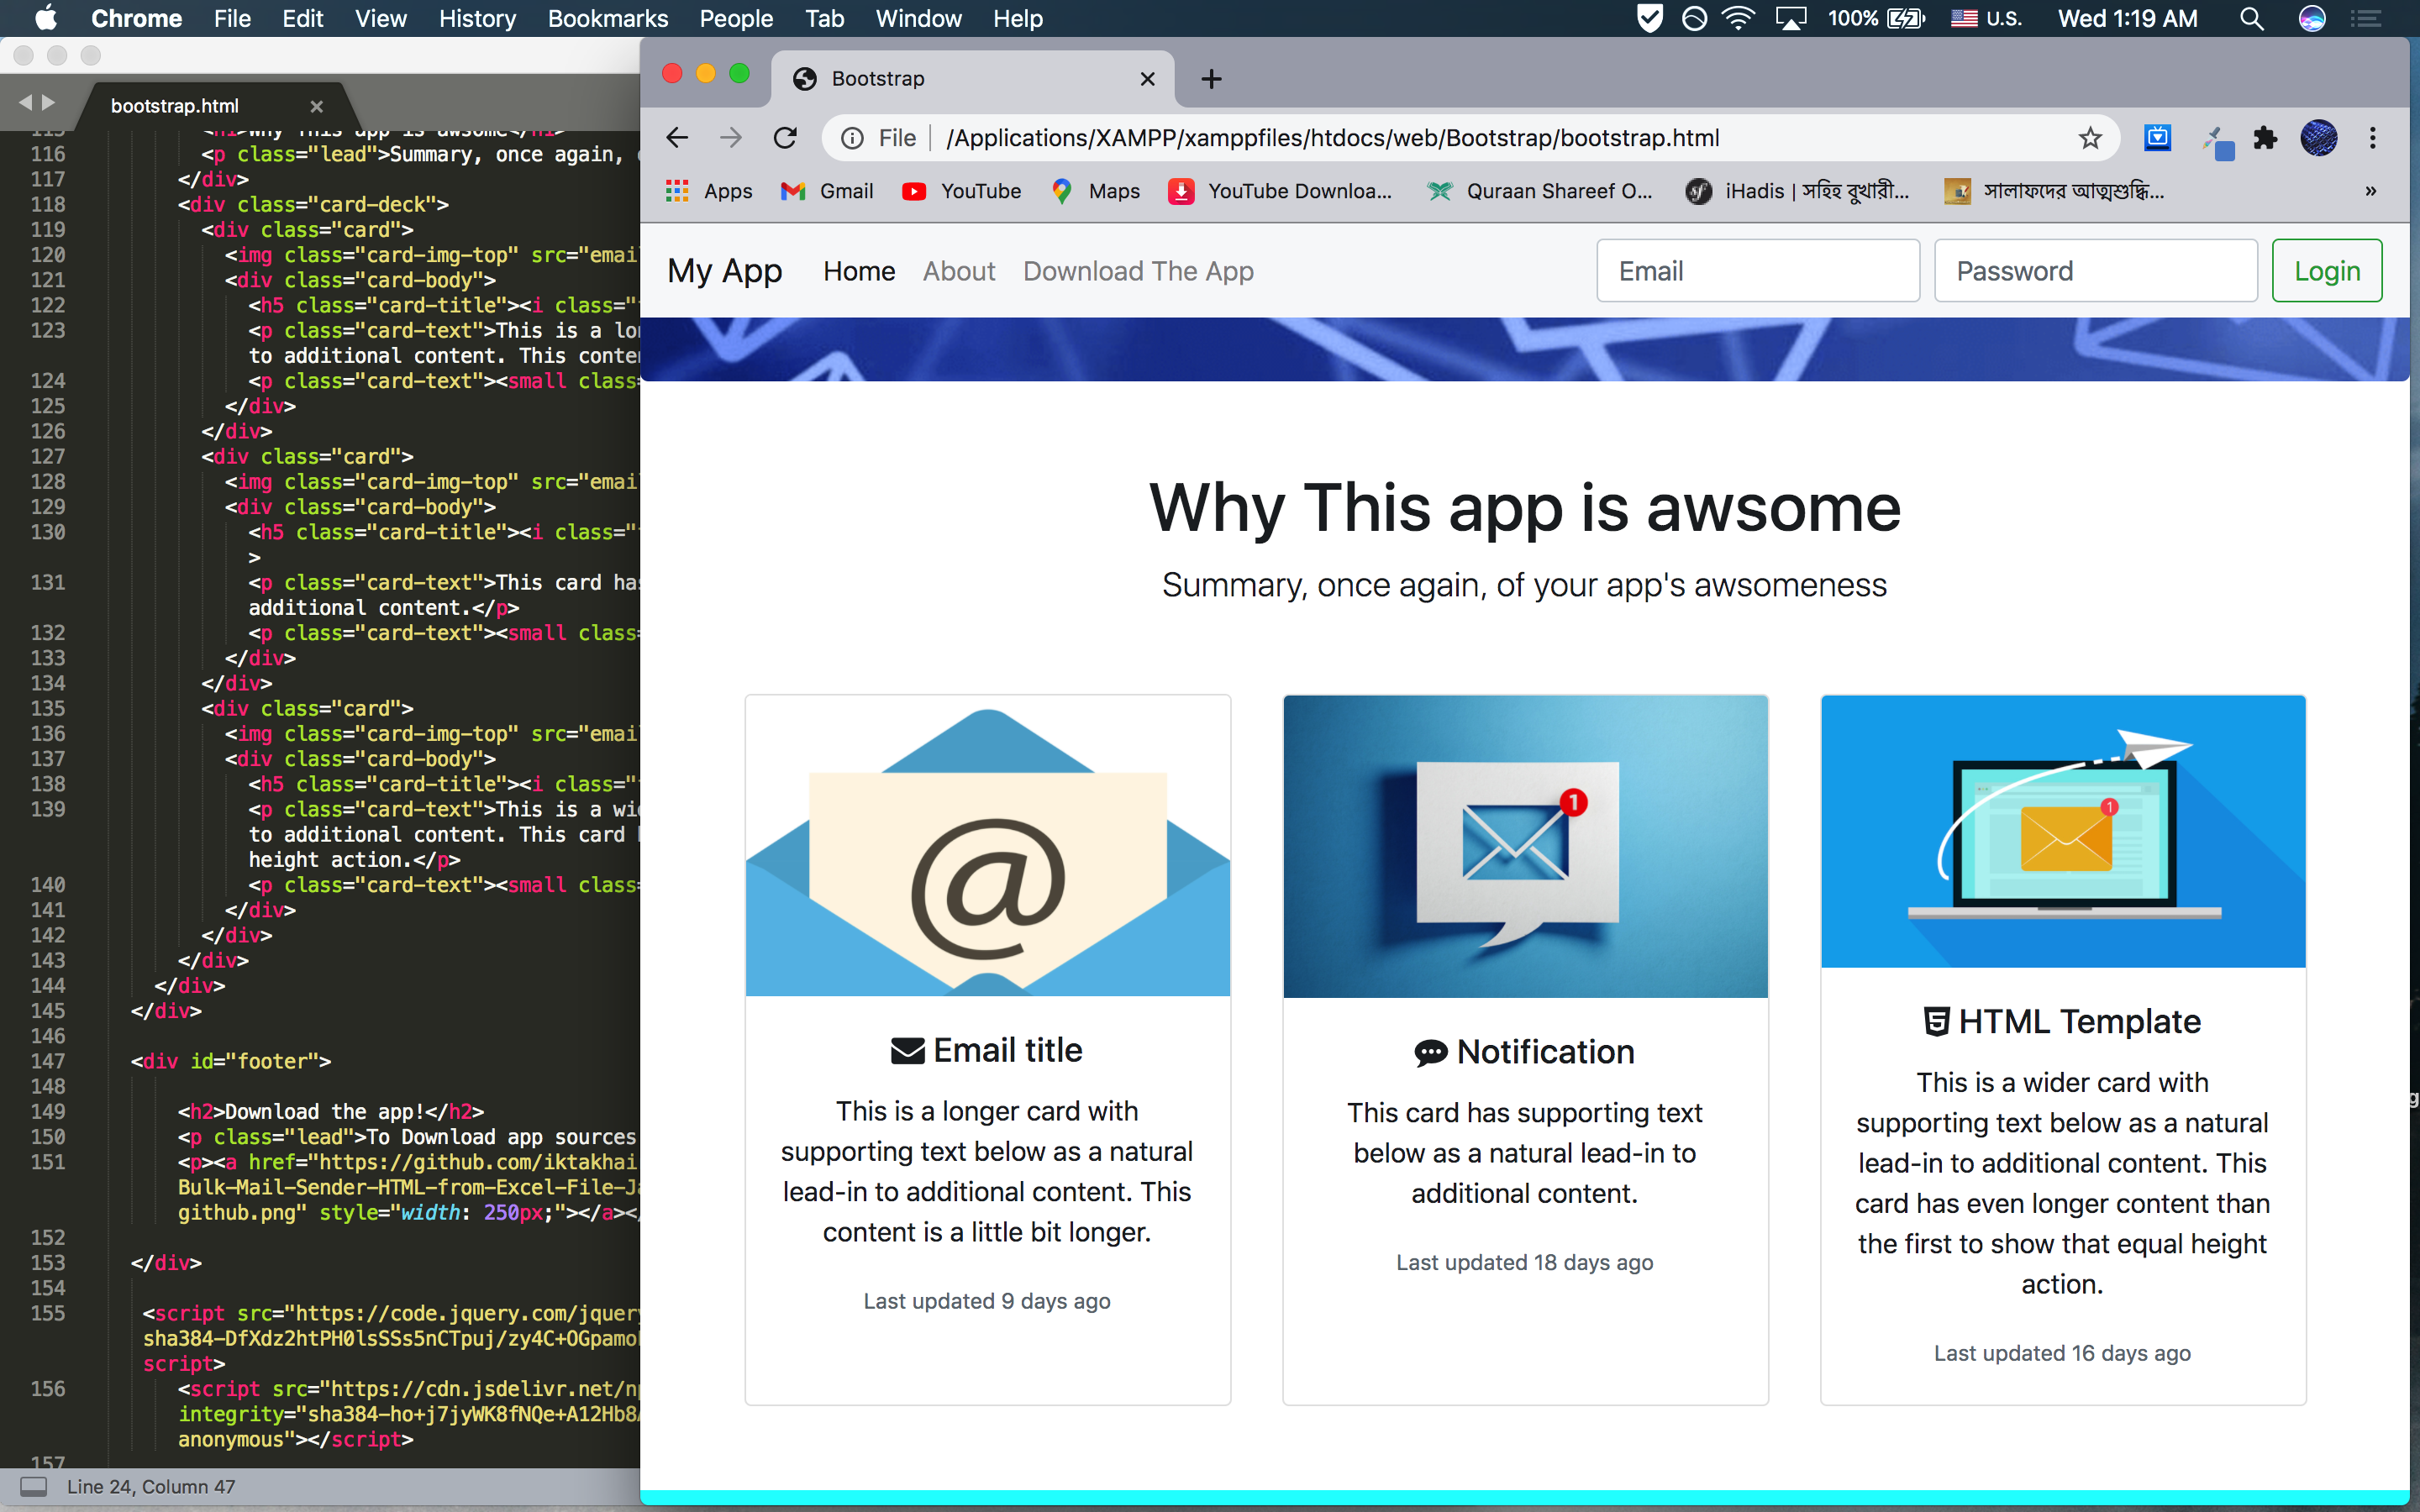 Chrome File Edit View History Bookmarks People Tab Window Help 100% U.S. Wed 1:19 AM
bootstrap.html
115 <h1>Why This app is awsome</h1>
116 <p class="lead">Summary, once again,
117 </div>
118 <div class="card-deck">
119 <div class="card">
120 <img class="card-img-top" src="emai
121 <div class="card-body">
122 <h5 class="card-title"><i class="
123 <p class="card-text">This is a lon
to additional content. This conte
124 <p class="card-text"><small class=
125 </div>
126 </div>
127 <div class="card">
128 <img class="card-img-top" src="emai
129 <div class="card-body">
130 <h5 class="card-title"><i class="
>
131 <p class="card-text">This card has
additional content.</p>
132 <p class="card-text"><small class=
133 </div>
134 </div>
135 <div class="card">
136 <img class="card-img-top" src="emai
137 <div class="card-body">
138 <h5 class="card-title"><i class="
139 <p class="card-text">This is a wid
to additional content. This card
height action.</p>
140 <p class="card-text"><small class=
141 </div>
142 </div>
143 </div>
144 </div>
145 </div>
146
147 <div id="footer">
148
149 <h2>Download the app!</h2>
150 <p class="lead">To Download app sources
151 <p><a href="https://github.com/iktakhai
Bulk-Mail-Sender-HTML-from-Excel-File-Ja
github.png" style="width: 250px;"></a></
152
153 </div>
154
155 <script src="https://code.jquery.com/jquery
sha384-DfXdz2htPH0lsSSs5nCTpuj/zy4C+OGpamo
script>
156 <script src="https://cdn.jsdelivr.net/np
integrity="sha384-ho+j7jyWK8fNQe+A12Hb8A
anonymous"></script>
157
Line 24, Column 47
Bootstrap
File /Applications/XAMPP/xamppfiles/htdocs/web/Bootstrap/bootstrap.html
Apps Gmail YouTube Maps YouTube Downloa... Quraan Shareef O... iHadis | সহিহ বুখারী... সালাফদের আত্মশুদ্ধি... »
My App Home About Download The App Email Password Login
Why This app is awsome
Summary, once again, of your app's awsomeness
@
1
1
Email title
This is a longer card with
supporting text below as a natural
lead-in to additional content. This
content is a little bit longer.
Last updated 9 days ago
Notification
This card has supporting text
below as a natural lead-in to
additional content.
Last updated 18 days ago
HTML Template
This is a wider card with
supporting text below as a natural
lead-in to additional content. This
card has even longer content than
the first to show that equal height
action.
Last updated 16 days ago